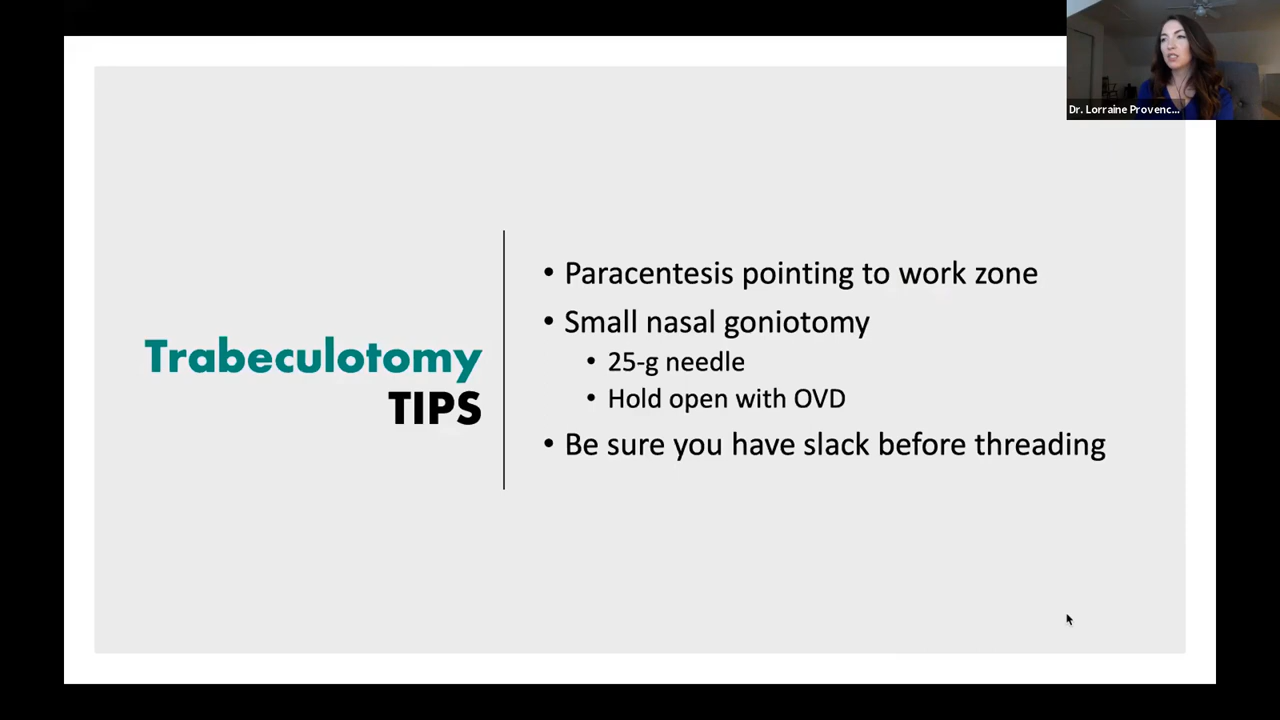 Dr. Lorraine Provenc...
Trabeculotomy
TIPS
• Paracentesis pointing to work zone
• Small nasal goniotomy
• 25-g needle
• Hold open with OVD
• Be sure you have slack before threading